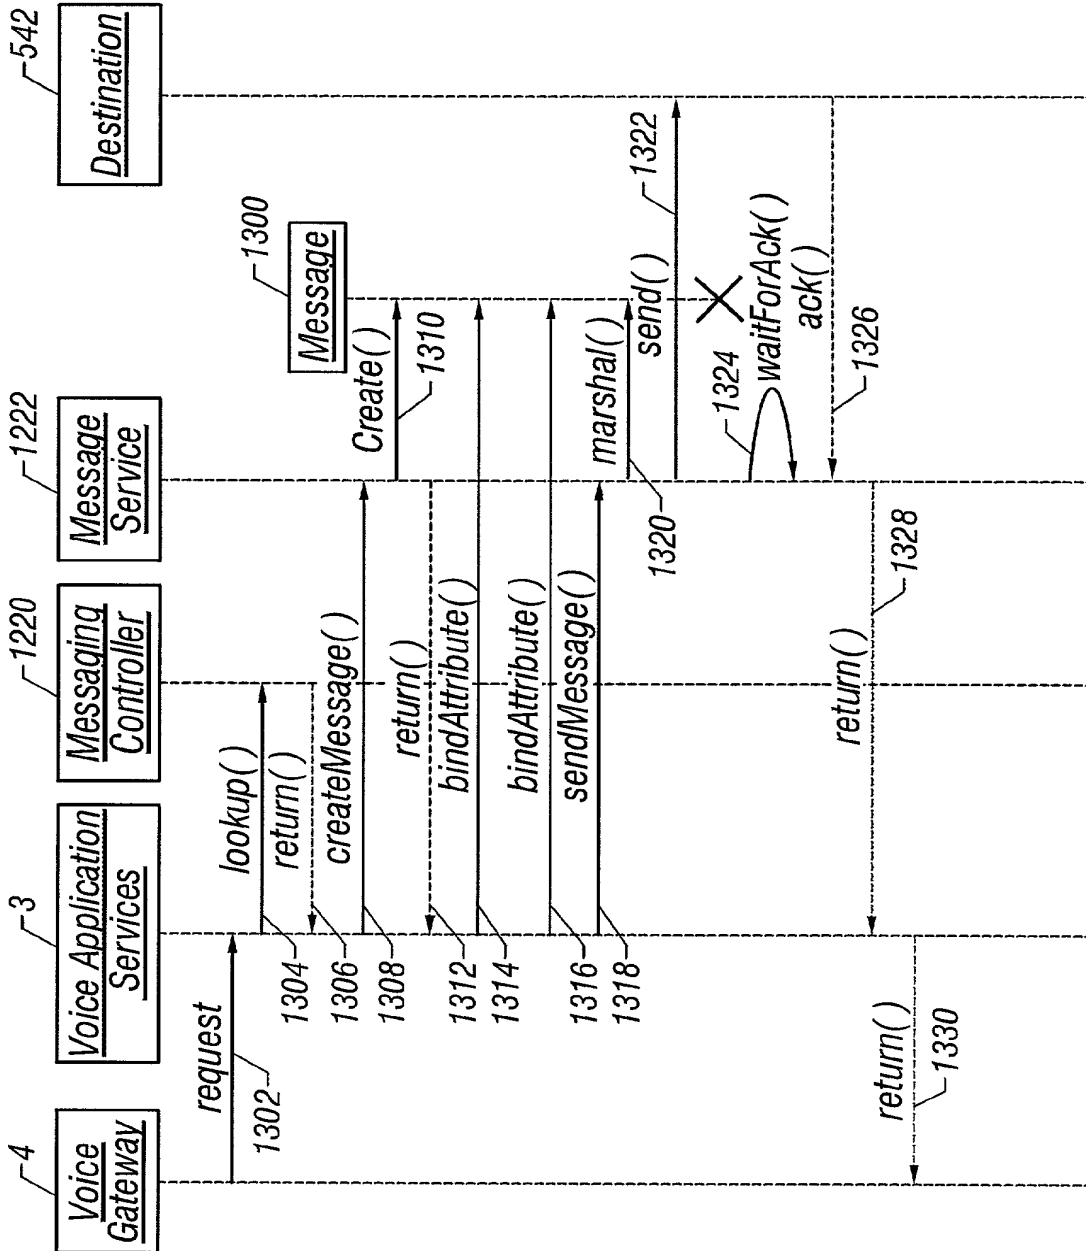 4
Voice
Gateway
3
Voice Application
Services
1220
Messaging
Controller
1222
Message
Service
542
Destination
1300
Message
request
1302
lookup()
1304
return()
1306
createMessage()
1308
Create()
1310
return()
1312
bindAttribute()
1314
bindAttribute()
1316
sendMessage()
1318
marshal()
1320
send()
1322
1324
waitForAck()
ack()
1326
return()
1328
return()
1330